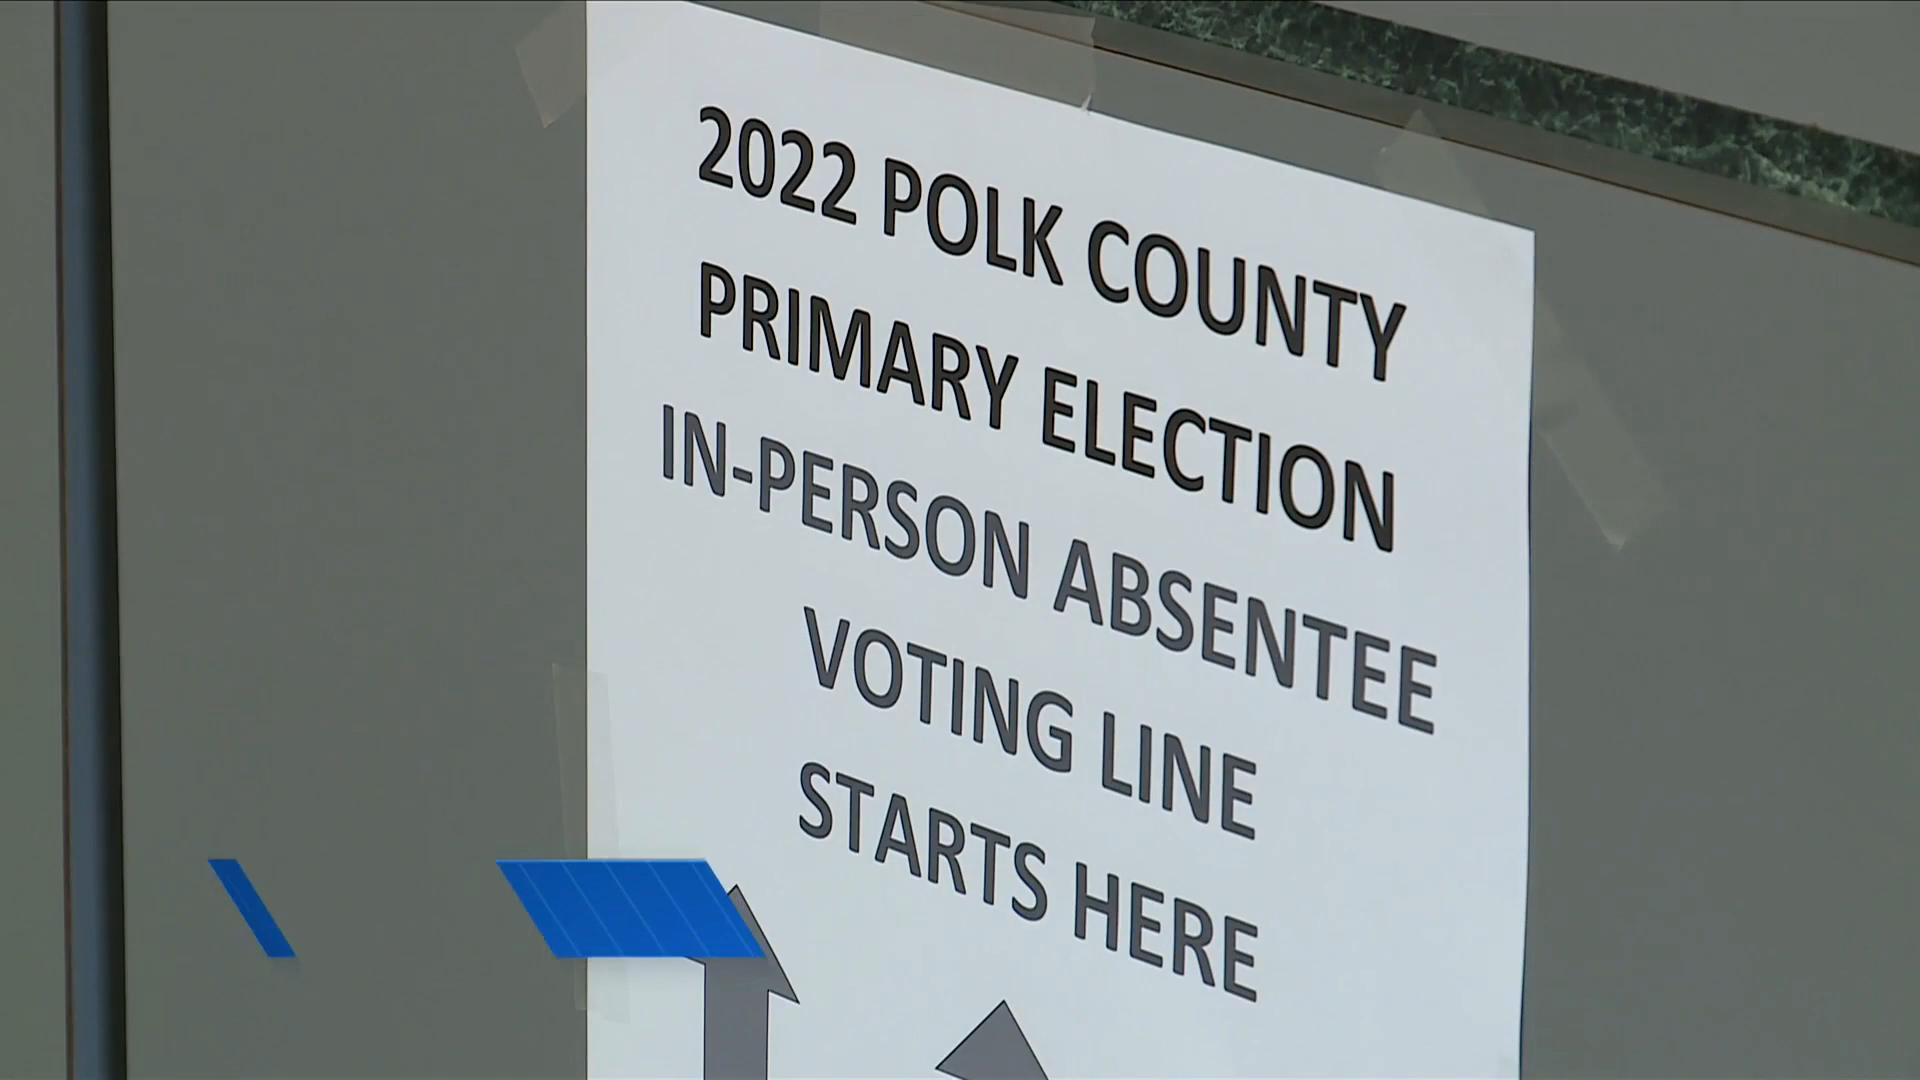 2022 POLK COUNTY
PRIMARY ELECTION
IN-PERSON ABSENTEE
VOTING LINE
STARTS HERE